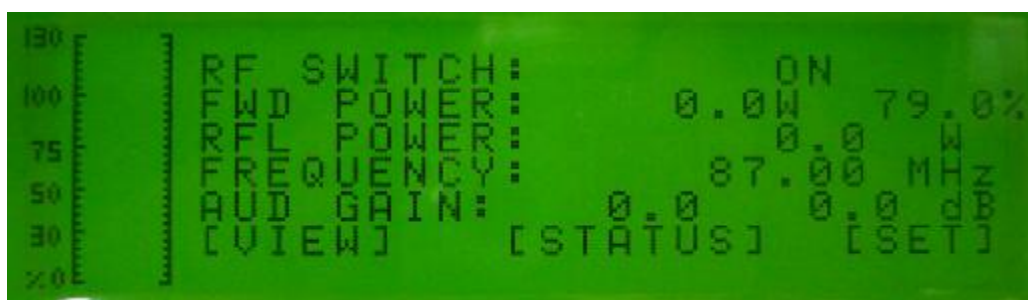 130
100
75
50
30
%0
RF SWITCH: ON
FWD POWER: 0.0W 79.0%
RFL POWER: 0.0 W
FREQUENCY: 87.00 MHz
AUD GAIN: 0.0 0.0 dB
[VIEW] [STATUS] [SET]